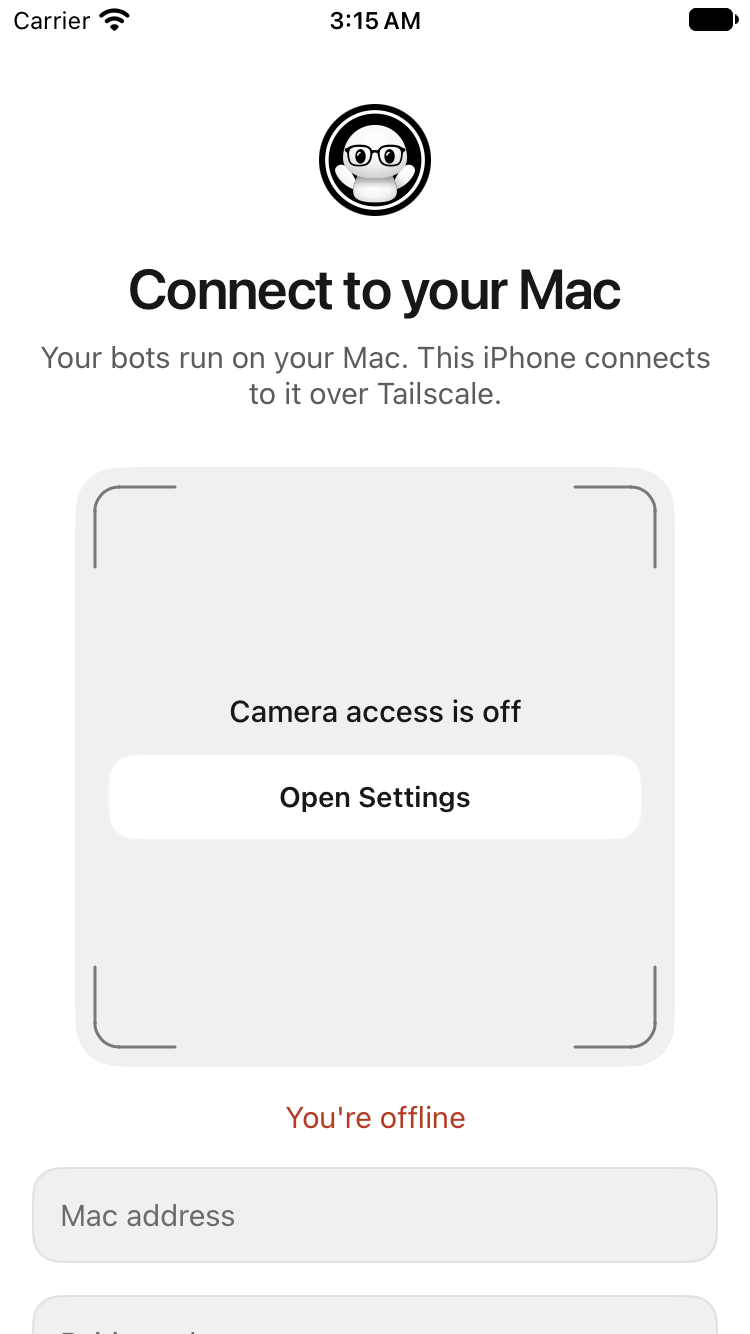 Carrier
3:15 AM
Connect to your Mac
Your bots run on your Mac. This iPhone connects
to it over Tailscale.
Camera access is off
Open Settings
You're offline
Mac address